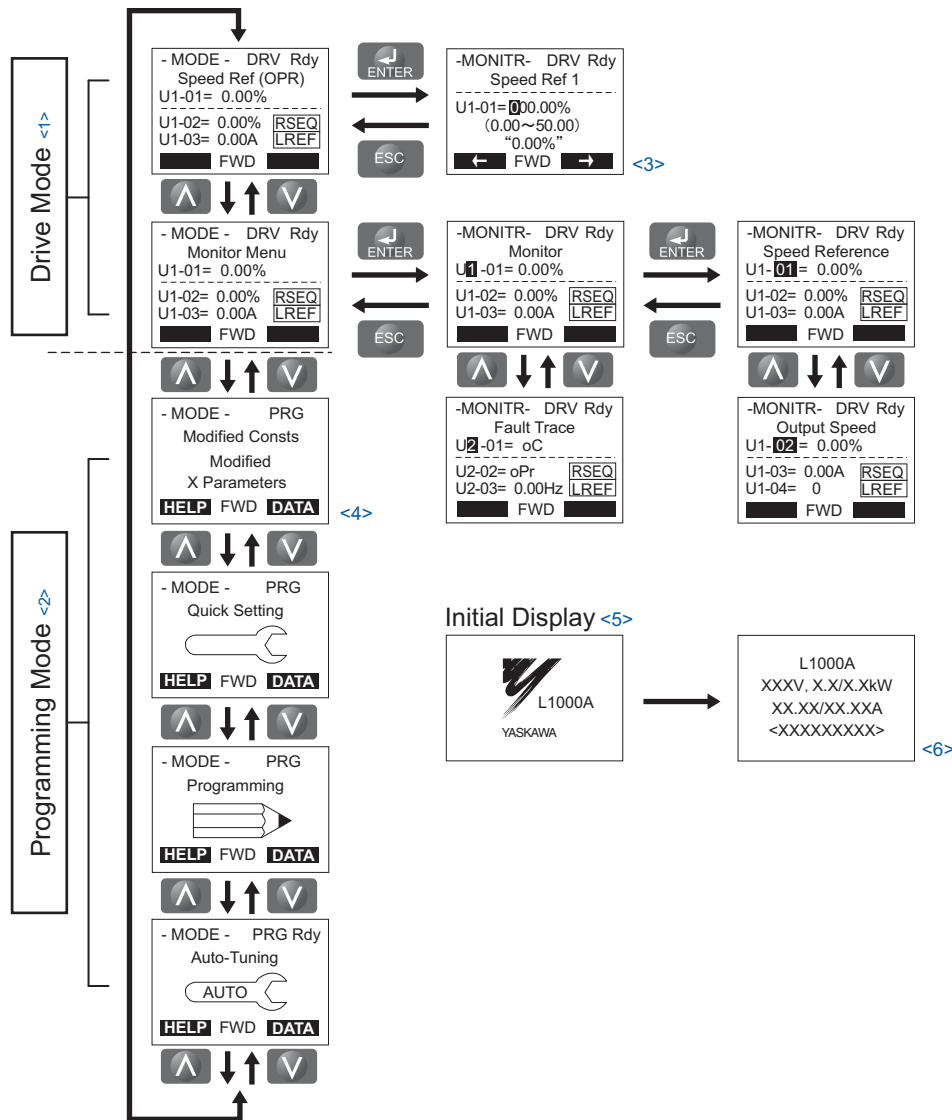 Drive Mode <1>
- MODE - DRV Rdy
Speed Ref (OPR)
U1-01= 0.00%
U1-02= 0.00% RSEQ
U1-03= 0.00A LREF
FWD
ENTER
ESC
-MONITR- DRV Rdy
Speed Ref 1
U1-01= 000.00%
(0.00～50.00)
“0.00%”
← FWD →
<3>
- MODE - DRV Rdy
Monitor Menu
U1-01= 0.00%
U1-02= 0.00% RSEQ
U1-03= 0.00A LREF
FWD
ENTER
ESC
-MONITR- DRV Rdy
Monitor
U1 -01= 0.00%
U1-02= 0.00% RSEQ
U1-03= 0.00A LREF
FWD
ENTER
ESC
-MONITR- DRV Rdy
Speed Reference
U1- 01 = 0.00%
U1-02= 0.00% RSEQ
U1-03= 0.00A LREF
FWD
-MONITR- DRV Rdy
Fault Trace
U2 -01= oC
U2-02= oPr RSEQ
U2-03= 0.00Hz LREF
FWD
-MONITR- DRV Rdy
Output Speed
U1- 02 = 0.00%
U1-03= 0.00A RSEQ
U1-04= 0 LREF
FWD
Programming Mode <2>
- MODE - PRG
Modified Consts
Modified
X Parameters
HELP FWD DATA
<4>
- MODE - PRG
Quick Setting
HELP FWD DATA
- MODE - PRG
Programming
HELP FWD DATA
- MODE - PRG Rdy
Auto-Tuning
AUTO
HELP FWD DATA
Initial Display <5>
L1000A
YASKAWA
L1000A
XXXV, X.X/X.XkW
XX.XX/XX.XXA
<XXXXXXXXX>
<6>